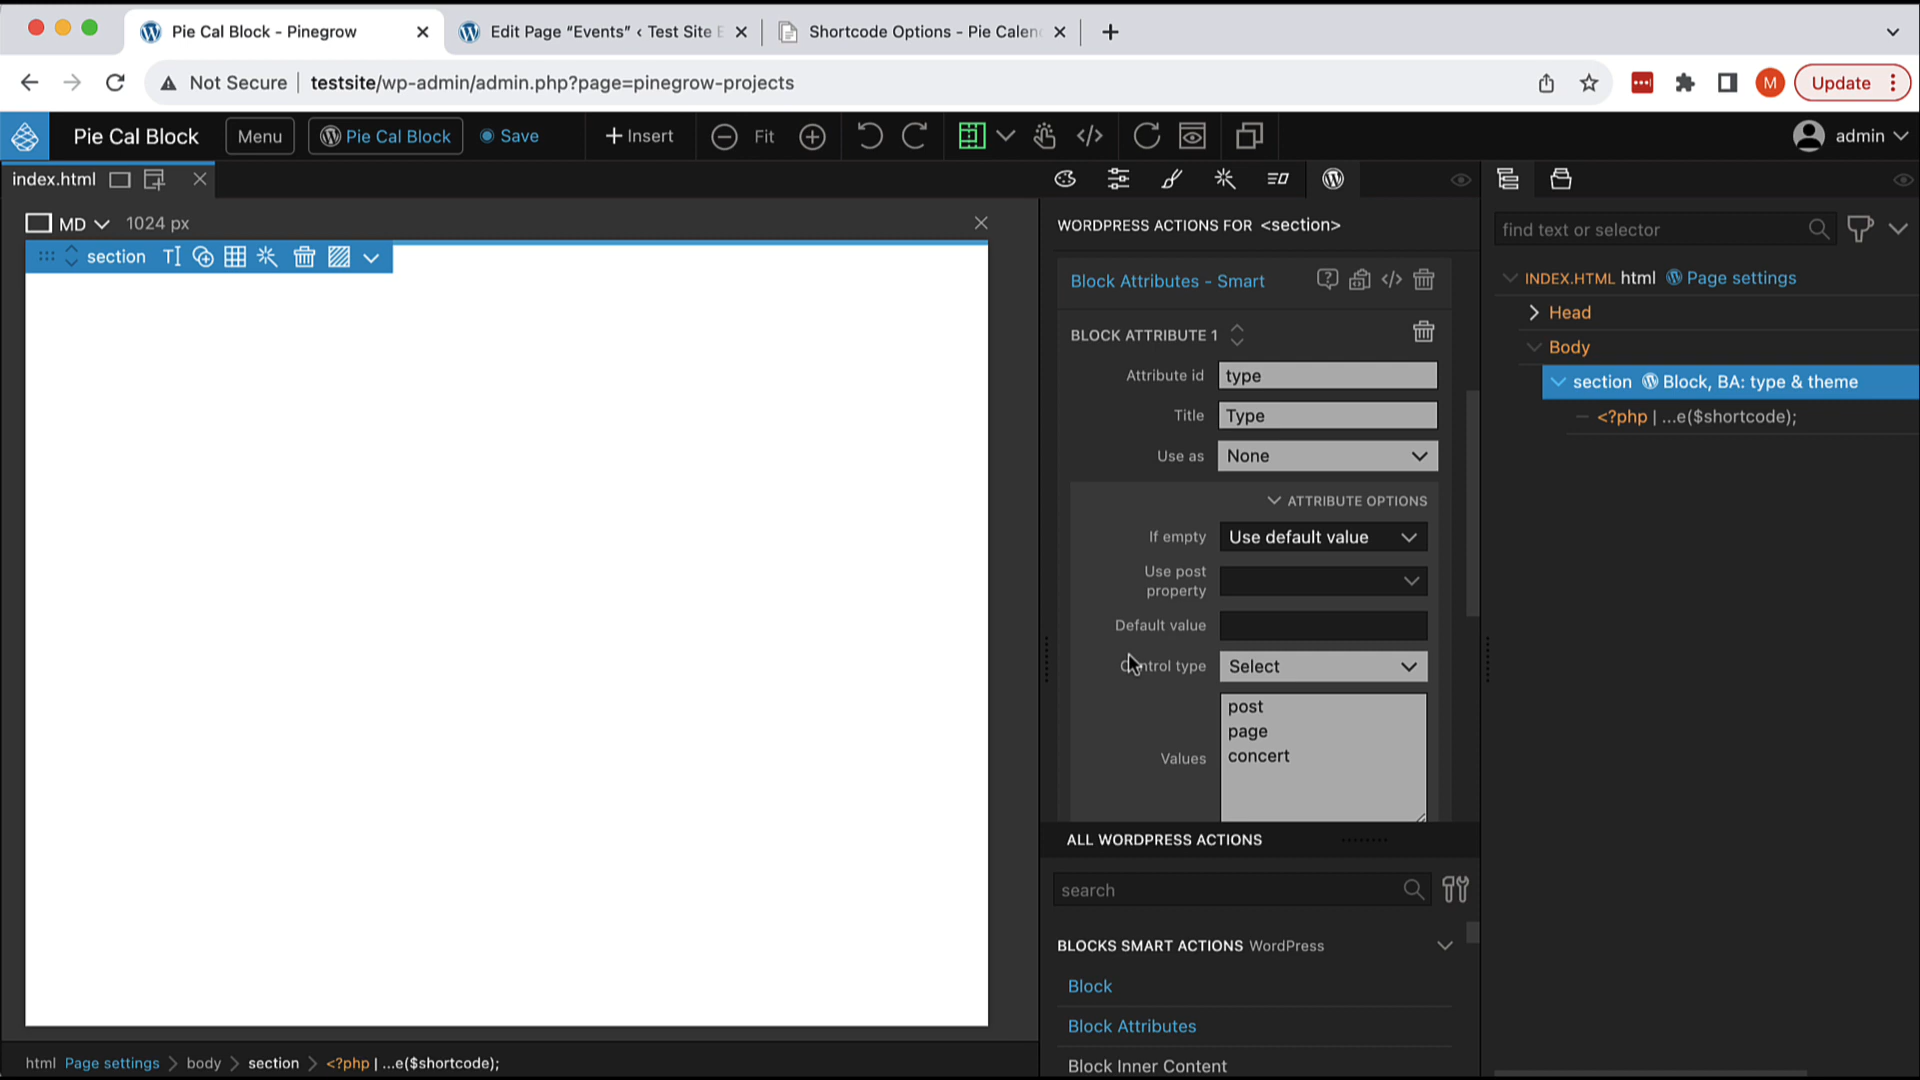 Pie Cal Block - Pinegrow
Edit Page “Events” ‹ Test Site
Shortcode Options - Pie Calen
Not Secure
testsite/wp-admin/admin.php?page=pinegrow-projects
M
Update
Pie Cal Block
Menu
Pie Cal Block
Save
Insert
Fit
admin
index.html
MD
1024 px
section
WORDPRESS ACTIONS FOR <section>
Block Attributes - Smart
BLOCK ATTRIBUTE 1
Attribute id
type
Title
Type
Use as
None
ATTRIBUTE OPTIONS
If empty
Use default value
Use post
property
Default value
Control type
Select
Values
post
page
concert
ALL WORDPRESS ACTIONS
search
BLOCKS SMART ACTIONS WordPress
Block
Block Attributes
Block Inner Content
find text or selector
INDEX.HTML html Page settings
Head
Body
section Block, BA: type & theme
<?php | ...e($shortcode);
html Page settings body section <?php | ...e($shortcode);